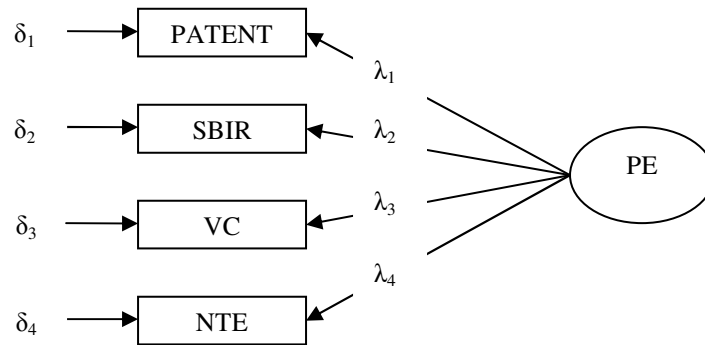 δ₁ PATENT
λ₁
δ₂ SBIR λ₂
PE
δ₃ VC λ₃
λ₄
δ₄ NTE